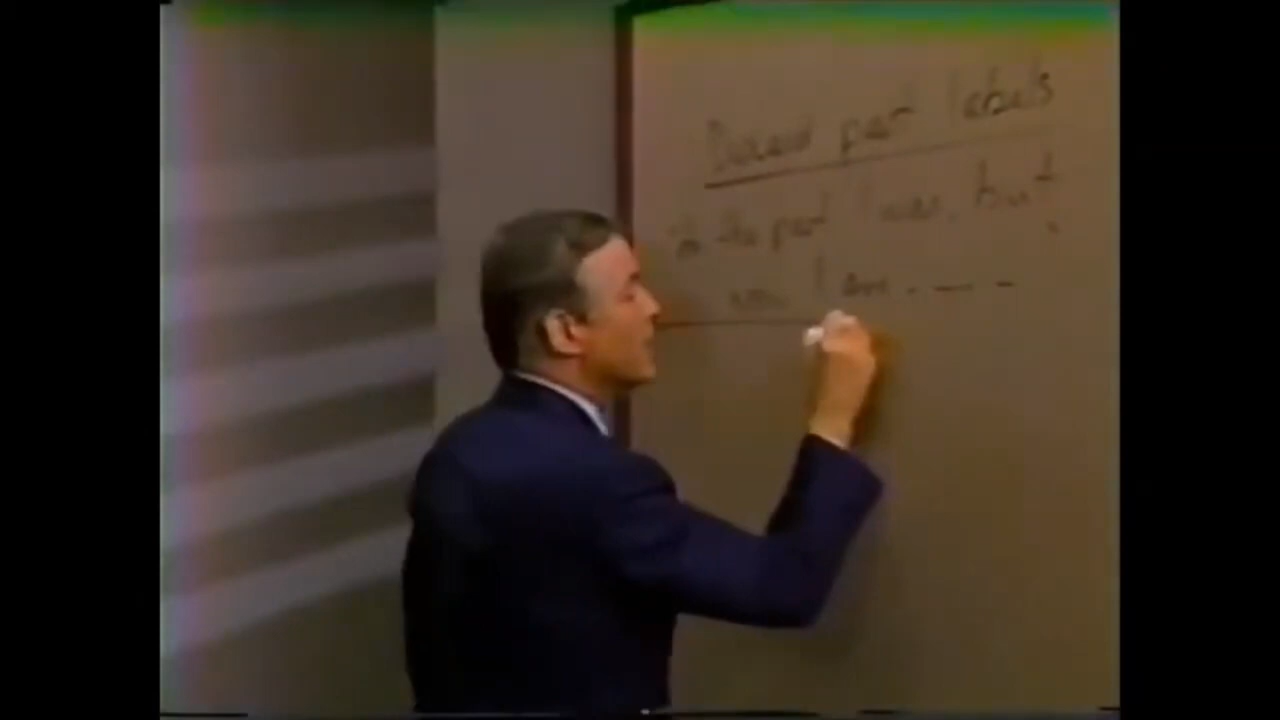 Discard past labels
In the past I was, but
now I am . — –